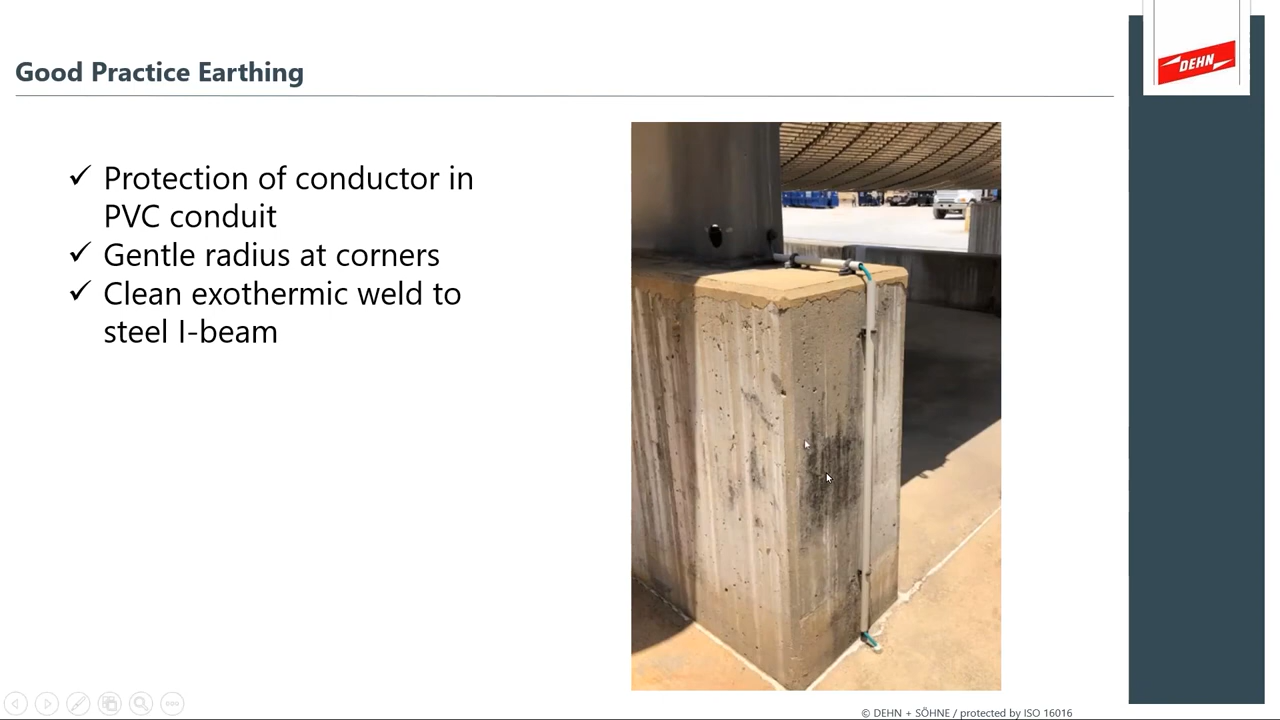 Good Practice Earthing
DEHN
✓ Protection of conductor in
PVC conduit
✓ Gentle radius at corners
✓ Clean exothermic weld to
steel I-beam
© DEHN + SÖHNE / protected by ISO 16016